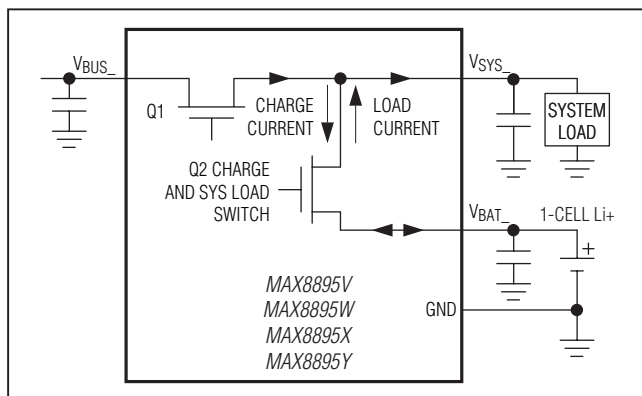 VBUS_
VSYS_
Q1
CHARGE
CURRENT
LOAD
CURRENT
SYSTEM
LOAD
Q2 CHARGE
AND SYS LOAD
SWITCH
VBAT_
1-CELL Li+
+
MAX8895V
MAX8895W
MAX8895X
MAX8895Y
GND